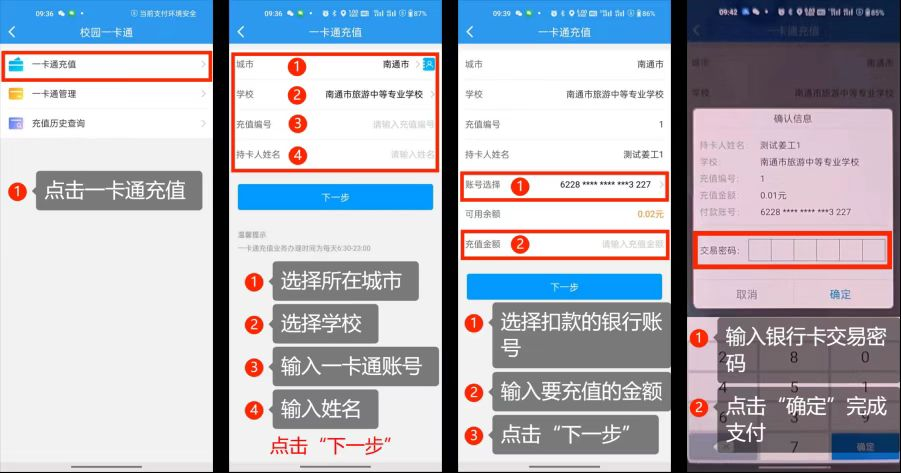 09:36
当前支付环境安全
校园一卡通
一卡通充值
一卡通管理
充值历史查询
1
点击一卡通充值
09:36
87%
一卡通充值
城市
1
南通市
学校
2
南通市旅游中等专业学校
充值编号
3
请输入充值编号
持卡人姓名
4
请输入姓名
下一步
温馨提示
一卡通充值业务办理时间为每天6:30-23:00
1
选择所在城市
2
选择学校
3
输入一卡通账号
4
输入姓名
点击“下一步”
09:39
86%
一卡通充值
城市
南通市
学校
南通市旅游中等专业学校
充值编号
1
持卡人姓名
测试姜工1
账号选择
1
6228 **** **** ***3 227
可用余额
0.02元
充值金额
2
请输入充值金额
下一步
1
选择扣款的银行账
号
2
输入要充值的金额
3
点击“下一步”
09:42
85%
一卡通充值
城市
南通市
学校
南通市旅游中等专业学校
确认信息
持卡人姓名:
测试姜工1
学校:
南通市旅游中等专业学校
充值编号:
1
充值金额:
0.01元
付款账号:
6228 **** **** ***3 227
交易密码:
取消
确定
1
输入银行卡交易密
码
2
8
0
4
5
1
6
3
9
2
点击“确定”完成
支付
7
确定